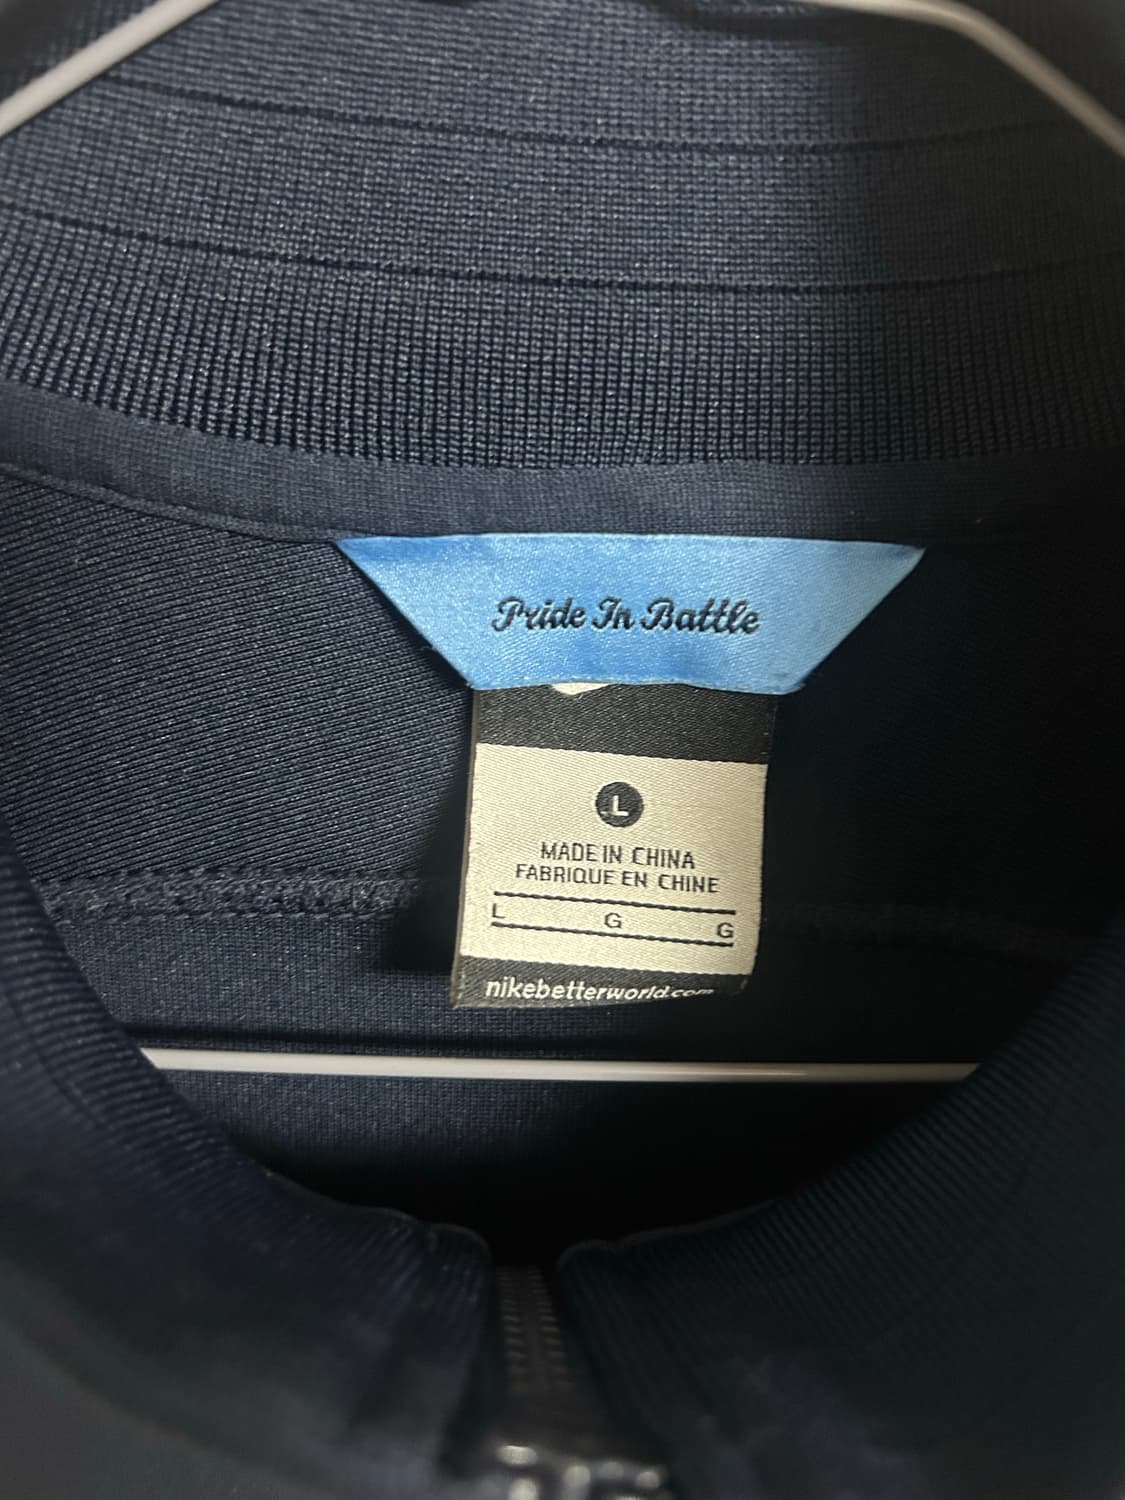 Pride In Battle
L
MADE IN CHINA
FABRIQUE EN CHINE
L G G
nikebetterworld.com